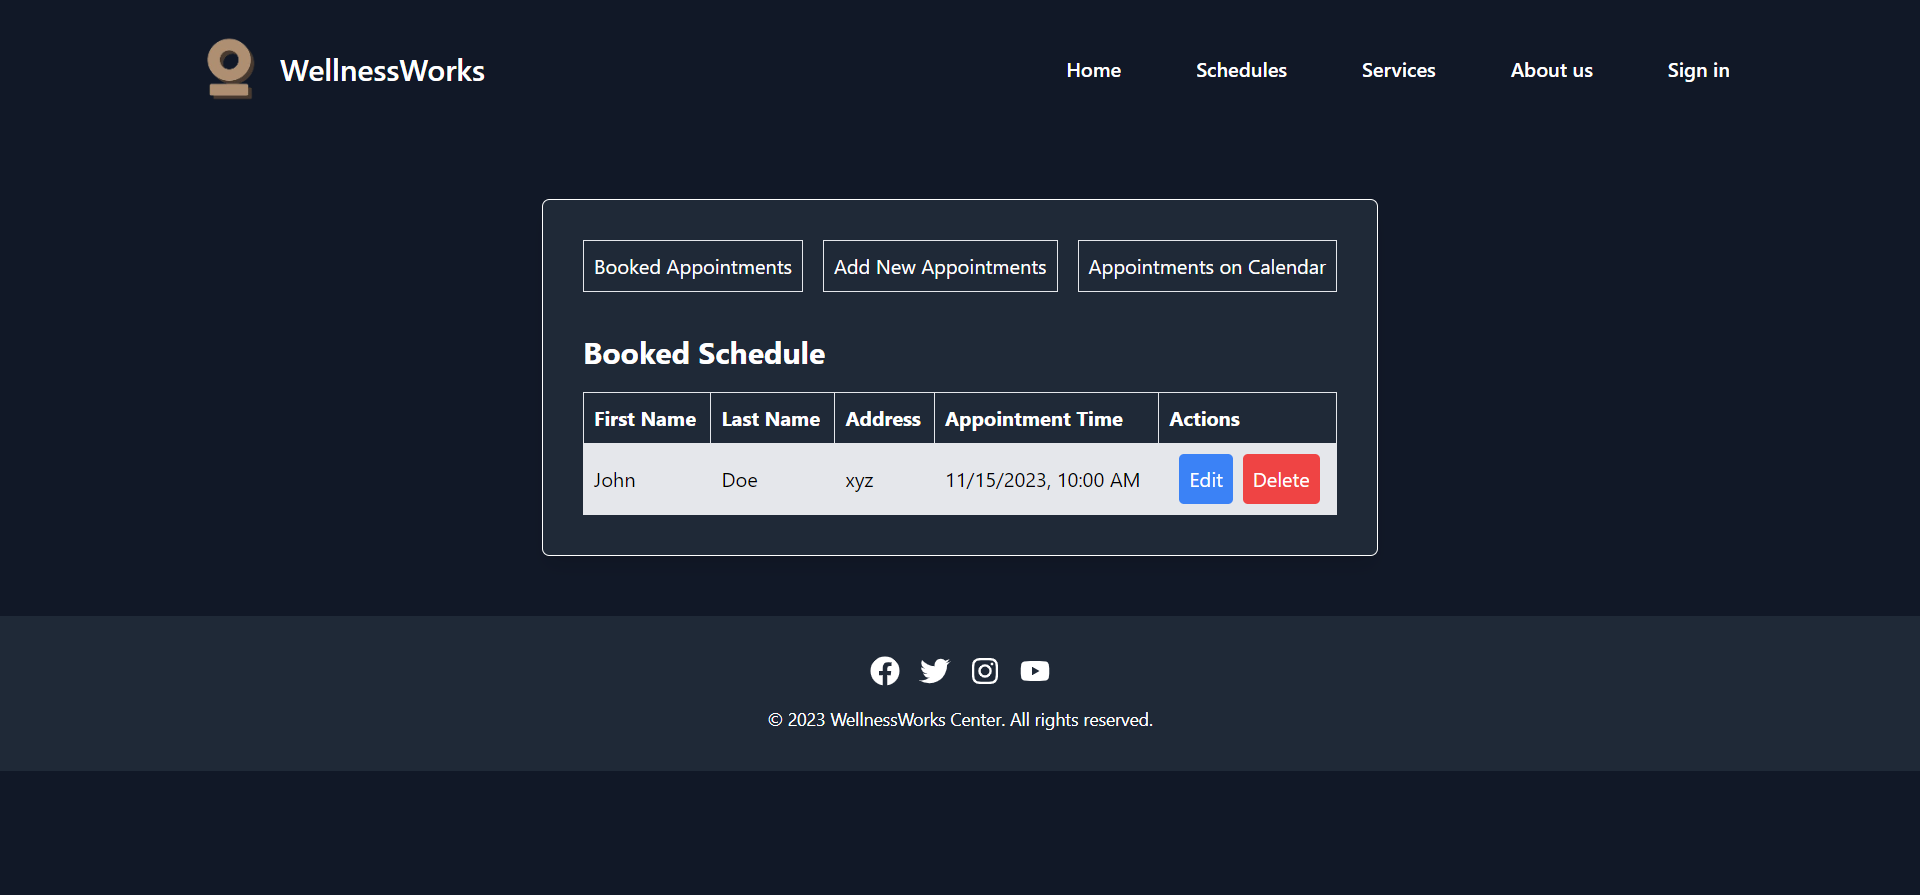 WellnessWorks
Home Schedules Services About us Sign in
Booked Appointments Add New Appointments Appointments on Calendar
Booked Schedule
First Name Last Name Address Appointment Time Actions
John Doe xyz 11/15/2023, 10:00 AM Edit Delete
© 2023 WellnessWorks Center. All rights reserved.